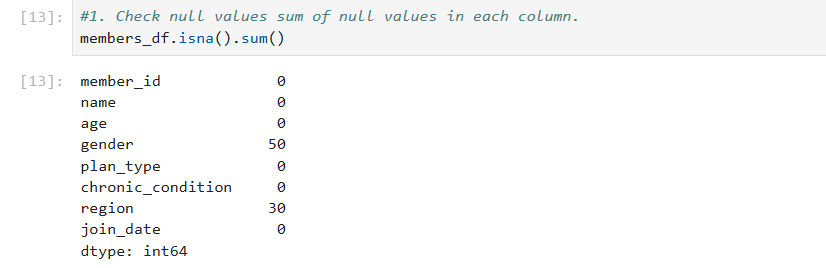 [13]: #1. Check null values sum of null values in each column.
members_df.isna().sum()
[13]: member_id 0
name 0
age 0
gender 50
plan_type 0
chronic_condition 0
region 30
join_date 0
dtype: int64